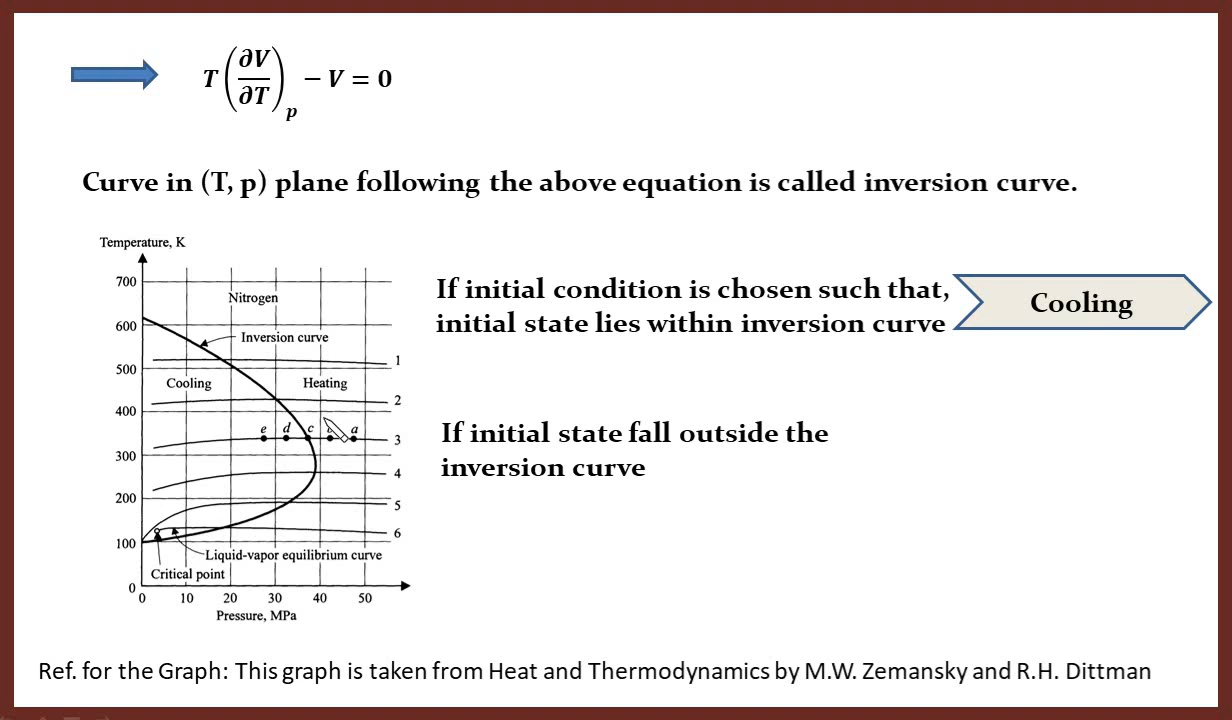 T(∂V/∂T)p − V = 0
Curve in (T, p) plane following the above equation is called inversion curve.
Temperature, K
700
600
500
400
300
200
100
0
Nitrogen
Inversion curve
Cooling
Heating
e d c a
1
2
3
4
5
6
Liquid-vapor equilibrium curve
Critical point
0 10 20 30 40 50
Pressure, MPa
If initial condition is chosen such that,
initial state lies within inversion curve
Cooling
If initial state fall outside the
inversion curve
Ref. for the Graph: This graph is taken from Heat and Thermodynamics by M.W. Zemansky and R.H. Dittman